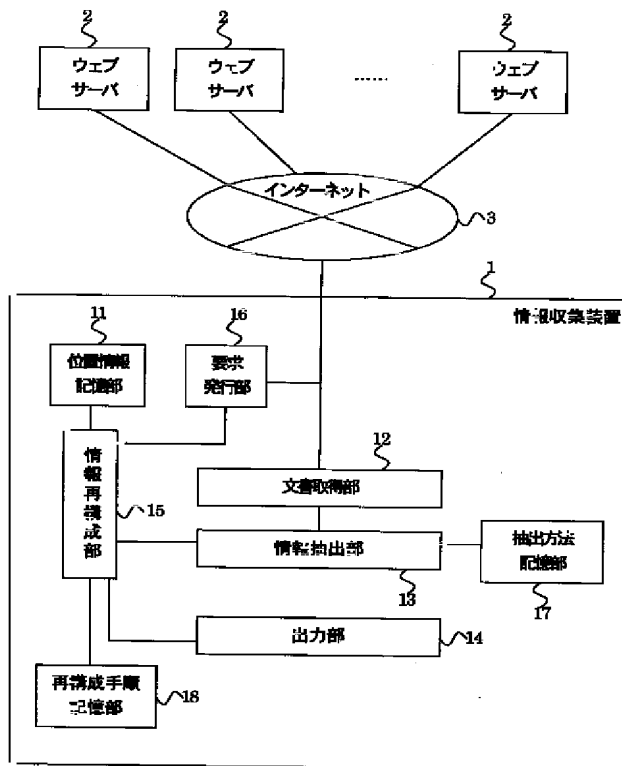 2
2
2
ウェブ
サーバ
ウェブ
サーバ
ウェブ
サーバ
インターネット
3
1
情報収集装置
11
16
位置情報
記憶部
要求
発行部
12
文書取得部
情報再構成部
15
情報抽出部
13
抽出方法
記憶部
17
出力部
14
再構成手順
記憶部
18